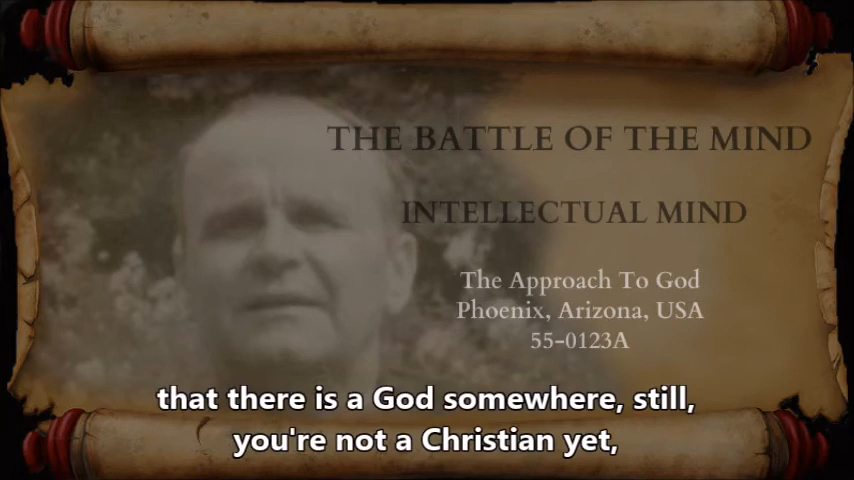 THE BATTLE OF THE MIND
INTELLECTUAL MIND
The Approach To God
Phoenix, Arizona, USA
55-0123A
that there is a God somewhere, still,
you're not a Christian yet,